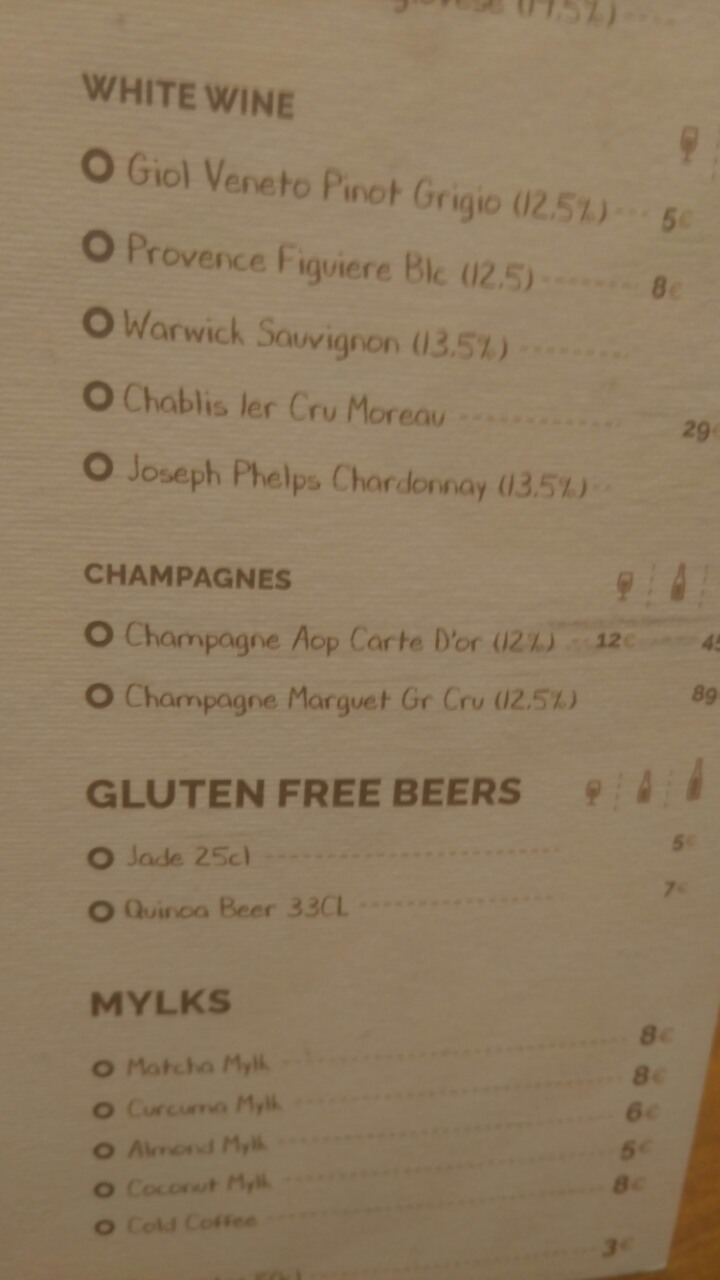 (17,5%)
WHITE WINE
Giol Veneto Pinot Grigio (12.5%) 5€
Provence Figuiere Blc (12,5) 8€
Warwick Sauvignon (13.5%)
Chablis 1er Cru Moreau 29
Joseph Phelps Chardonnay (13.5%)
CHAMPAGNES
Champagne Aop Carte D'or (12%) 12€ 45
Champagne Marguet Gr Cru (12.5%) 89
GLUTEN FREE BEERS
Jade 25cl 5€
Quinoa Beer 33CL 7€
MYLKS
Matcha Mylk 8€
Curcuma Mylk 8€
Almond Mylk 6€
Coconut Mylk 5€
Cold Coffee 8€
3€